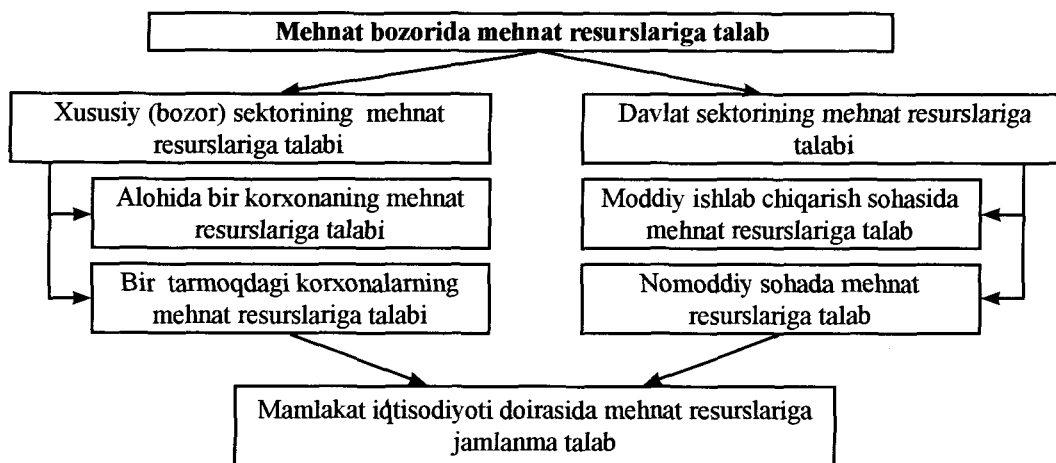 Mehnat bozorida mehnat resurslariga talab
Xususiy (bozor) sektorining mehnat
resurslariga talabi
Davlat sektorining mehnat resurslariga
talabi
Alohida bir korxonaning mehnat
resurslariga talabi
Moddiy ishlab chiqarish sohasida
mehnat resurslariga talab
Bir tarmoqdagi korxonalarning
mehnat resurslariga talabi
Nomoddiy sohada mehnat
resurslariga talab
Mamlakat iqtisodiyoti doirasida mehnat resurslariga
jamlanma talab